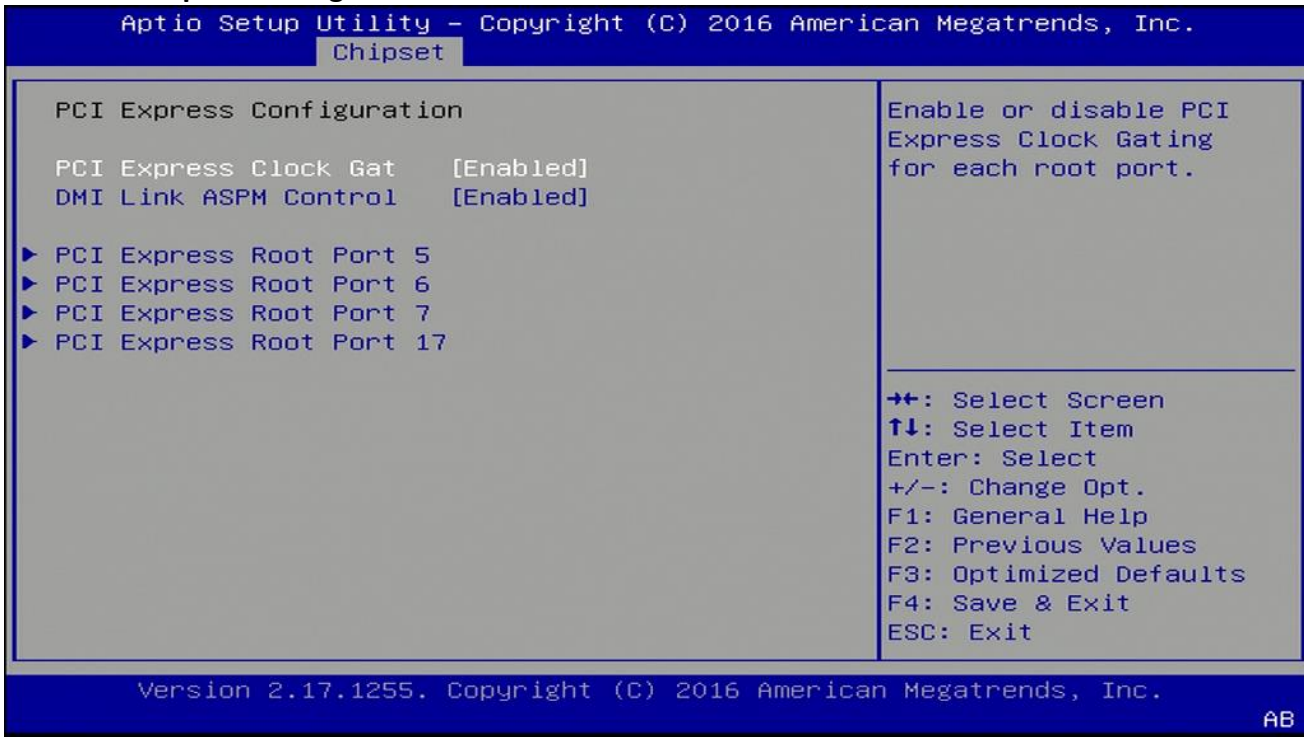 Aptio Setup Utility – Copyright (C) 2016 American Megatrends, Inc.
Chipset
PCI Express Configuration
PCI Express Clock Gat [Enabled]
DMI Link ASPM Control [Enabled]
► PCI Express Root Port 5
► PCI Express Root Port 6
► PCI Express Root Port 7
► PCI Express Root Port 17
Enable or disable PCI
Express Clock Gating
for each root port.
→←: Select Screen
↑↓: Select Item
Enter: Select
+/-: Change Opt.
F1: General Help
F2: Previous Values
F3: Optimized Defaults
F4: Save & Exit
ESC: Exit
Version 2.17.1255. Copyright (C) 2016 American Megatrends, Inc.
AB